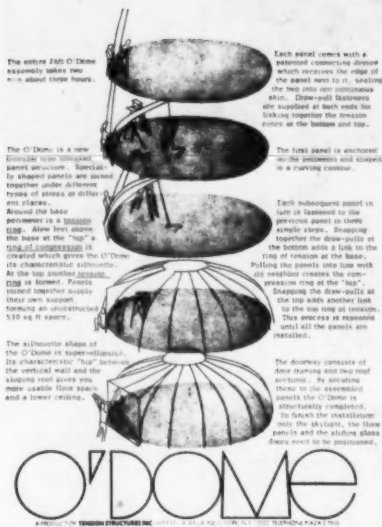 The entire 26ft O'Dome
assembly takes two
men about three hours.
The O'Dome is a new
panel structure. Special-
ly shaped panels are joined
together under different
types of stress at differ-
ent places.
Around the base
perimeter is a tension
ring. A few feet above
the base at the "hip" a
ring of compression is
created which gives the O'Dome
its characteristic silhouette.
At the top another tension
ring is formed. Panels
joined together supply
their own support,
forming an unobstructed
530 sq ft space.
The silhouette shape of
the O'Dome is super-elliptical.
Its characteristic "hip" between
the vertical wall and the
sloping roof gives you
more usable floor space
and a lower ceiling.
Each panel comes with a
patented connecting device
which receives the edge of
the panel next to it, sealing
the two into one continuous
skin. Draw-pull fasteners
are supplied at both ends for
linking together the tension
zones at the bottom and top.
The first panel is anchored
on the perimeter and shaped
in a curving contour.
Each subsequent panel in
turn is fastened to the
previous panel in three
simple steps. Snapping
together the draw-pulls at
the bottom adds a link to the
ring of tension at the base.
Pulling the panels into line with
its neighbor creates the com-
pression ring at the "hip".
Snapping the draw-pulls at
the top adds another link
to the top ring of tension.
This process is repeated
until all the panels are
installed.
The doorway consists of
door framing and two roof
sections. By securing
these to the assembled
panels the O'Dome is
structurally completed.
To finish the installation
only the skylight, the floor
panels and the sliding glass
doors need to be positioned.
O'DOME
A PRODUCT OF TENSION STRUCTURES INC